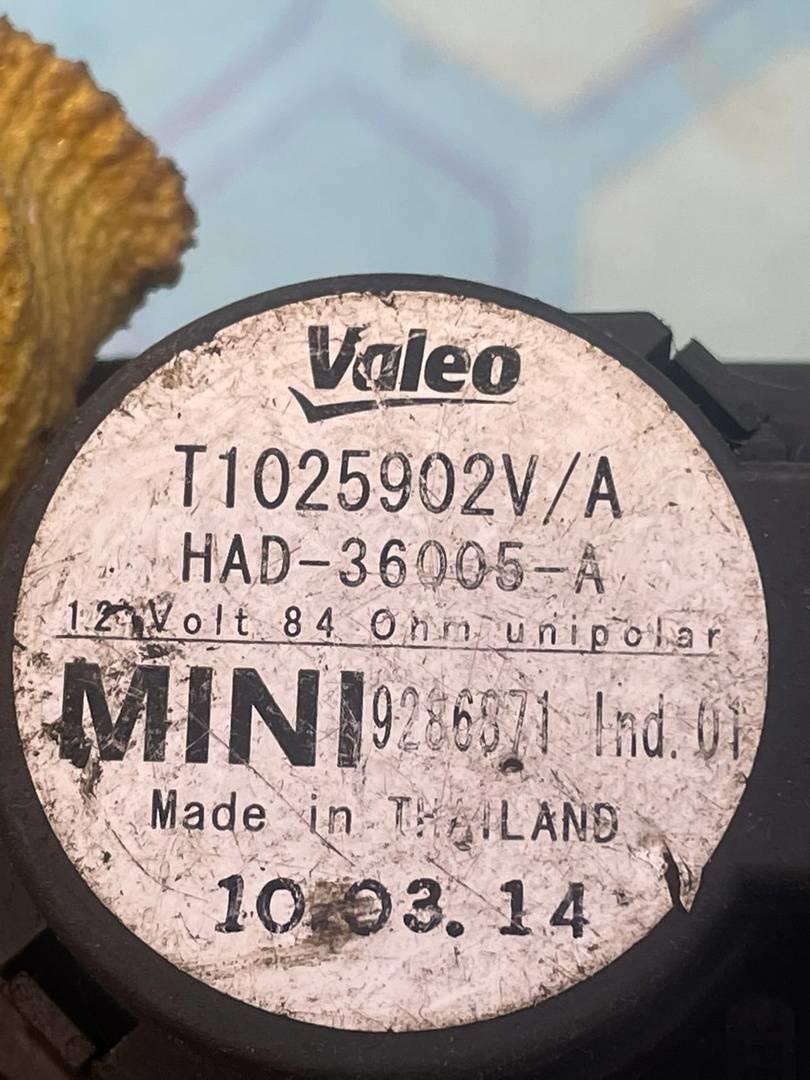 Valeo
T1025902V/A
HAD-36005-A
12 Volt 84 Ohm unipolar
MINI 9286871 Ind. 01
Made in THAILAND
10.03.14